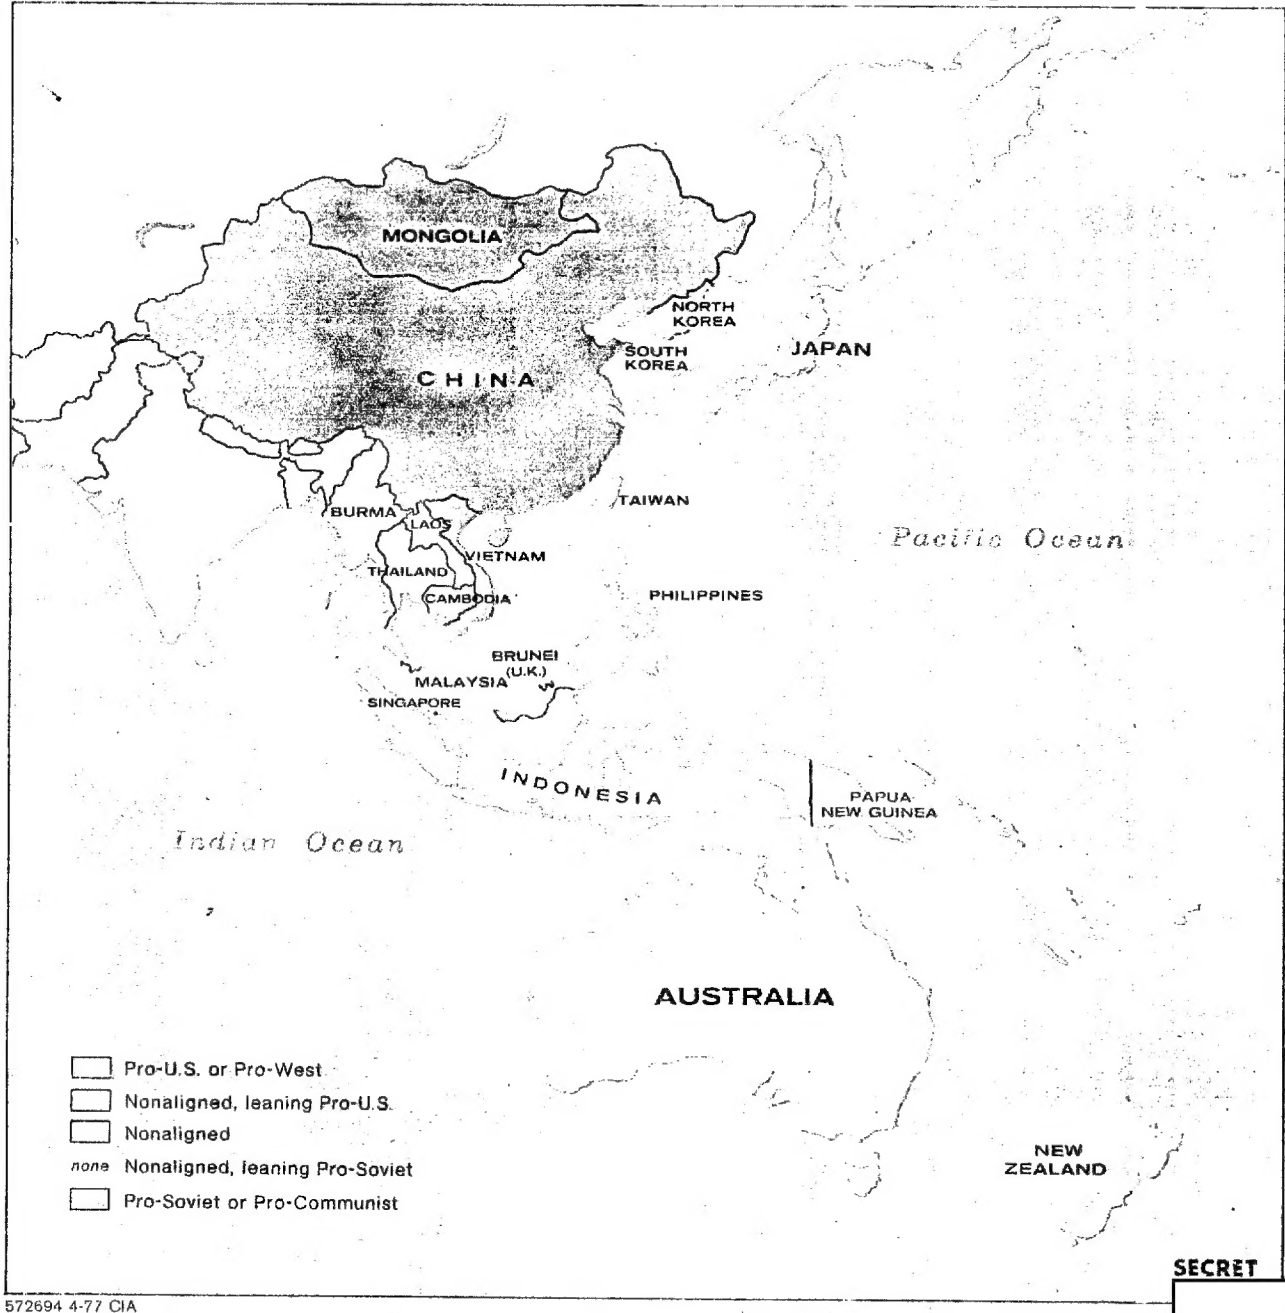 MONGOLIA
NORTH
KOREA
SOUTH
KOREA
JAPAN
CHINA
TAIWAN
BURMA
LAOS
Pacific Ocean
VIETNAM
THAILAND
CAMBODIA
PHILIPPINES
BRUNEI
(U.K.)
MALAYSIA
SINGAPORE
INDONESIA
PAPUA
NEW GUINEA
Indian Ocean
AUSTRALIA
Pro-U.S. or Pro-West
Nonaligned, leaning Pro-U.S.
Nonaligned
none Nonaligned, leaning Pro-Soviet
Pro-Soviet or Pro-Communist
NEW
ZEALAND
SECRET
572694 4-77 CIA